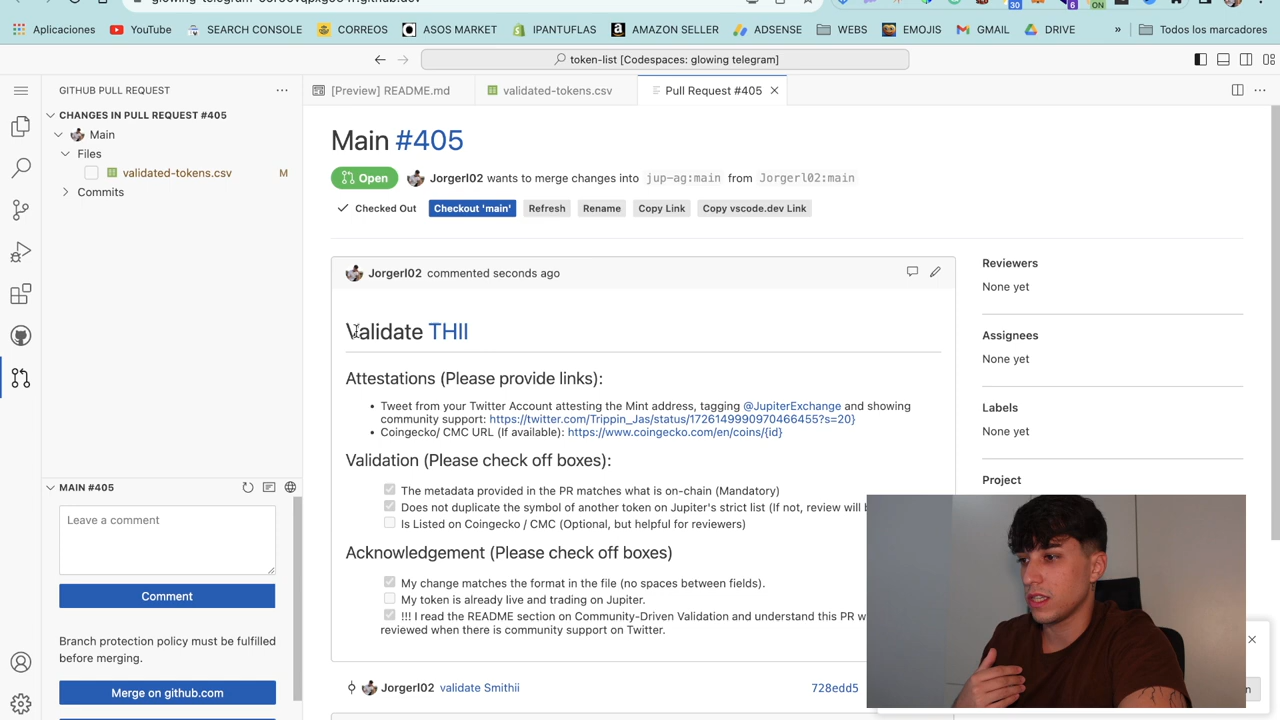 Aplicaciones
YouTube
SEARCH CONSOLE
CORREOS
ASOS MARKET
IPANTUFLAS
AMAZON SELLER
ADSENSE
WEBS
EMOJIS
GMAIL
DRIVE
»
Todos los marcadores
30
6
ON
30
token-list [Codespaces: glowing telegram]
GITHUB PULL REQUEST
[Preview] README.md
validated-tokens.csv
Pull Request #405
CHANGES IN PULL REQUEST #405
Main
Files
validated-tokens.csv M
Commits
Main #405
Open
Jorgerl02 wants to merge changes into jup-ag:main from Jorgerl02:main
Checked Out
Checkout 'main'
Refresh
Rename
Copy Link
Copy vscode.dev Link
Jorgerl02 commented seconds ago
Validate THII
Attestations (Please provide links):
• Tweet from your Twitter Account attesting the Mint address, tagging @JupiterExchange and showing
community support: https://twitter.com/Trippin_Jas/status/1726149990970466455?s=20}
• Coingecko/ CMC URL (If available): https://www.coingecko.com/en/coins/{id}
Validation (Please check off boxes):
The metadata provided in the PR matches what is on-chain (Mandatory)
Does not duplicate the symbol of another token on Jupiter's strict list (If not, review will
Is Listed on Coingecko / CMC (Optional, but helpful for reviewers)
Acknowledgement (Please check off boxes)
My change matches the format in the file (no spaces between fields).
My token is already live and trading on Jupiter.
!!! I read the README section on Community-Driven Validation and understand this PR
reviewed when there is community support on Twitter.
Jorgerl02 validate Smithii 728edd5
Reviewers
None yet
Assignees
None yet
Labels
None yet
Project
MAIN #405
Leave a comment
Comment
Branch protection policy must be fulfilled
before merging.
Merge on github.com